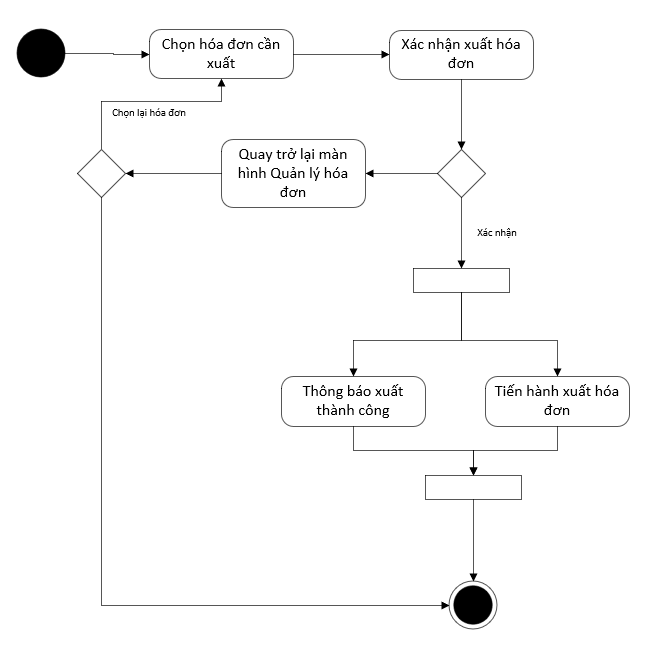 Chọn hóa đơn cần
xuất
Xác nhận xuất hóa
đơn
Chọn lại hóa đơn
Quay trở lại màn
hình Quản lý hóa
đơn
Xác nhận
Thông báo xuất
thành công
Tiến hành xuất hóa
đơn